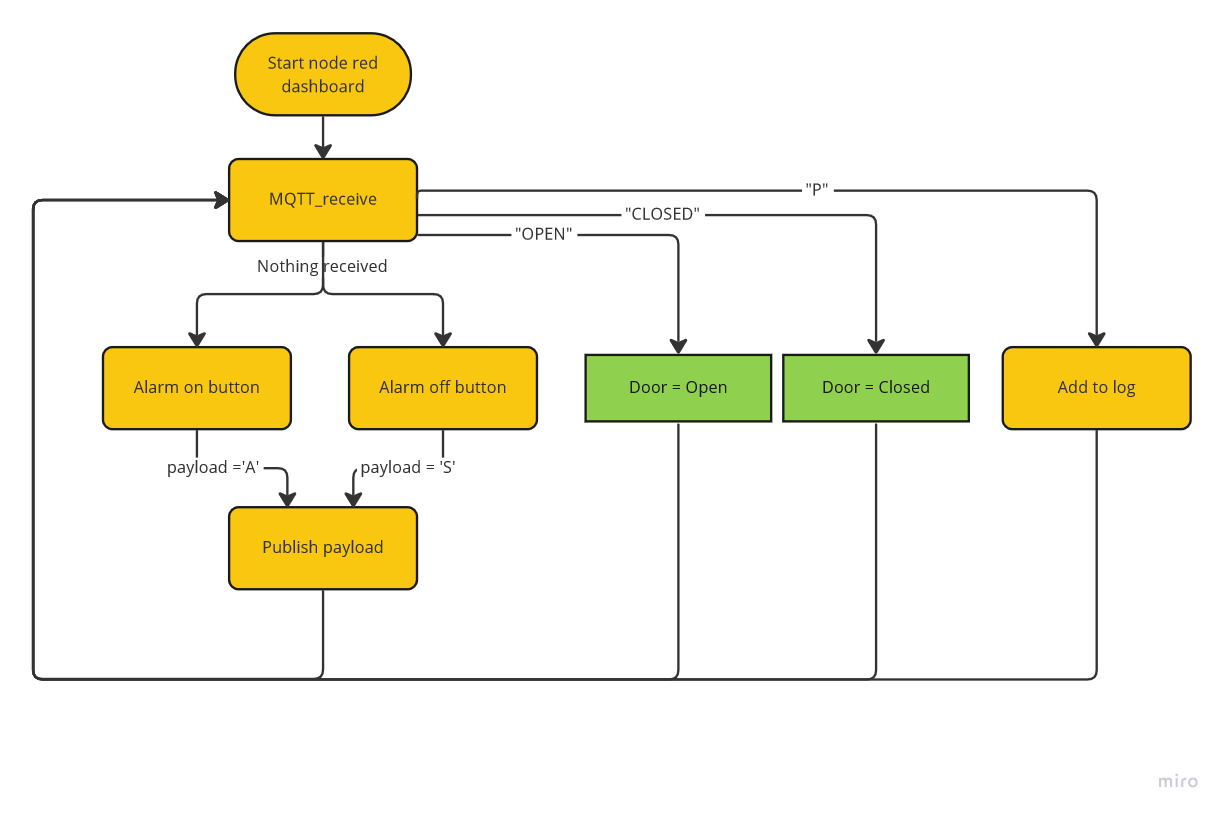 Start node red
dashboard
MQTT_receive
"P"
"CLOSED"
"OPEN"
Nothing received
Alarm on button
Alarm off button
Door = Open
Door = Closed
Add to log
payload ='A'
payload = 'S'
Publish payload
miro